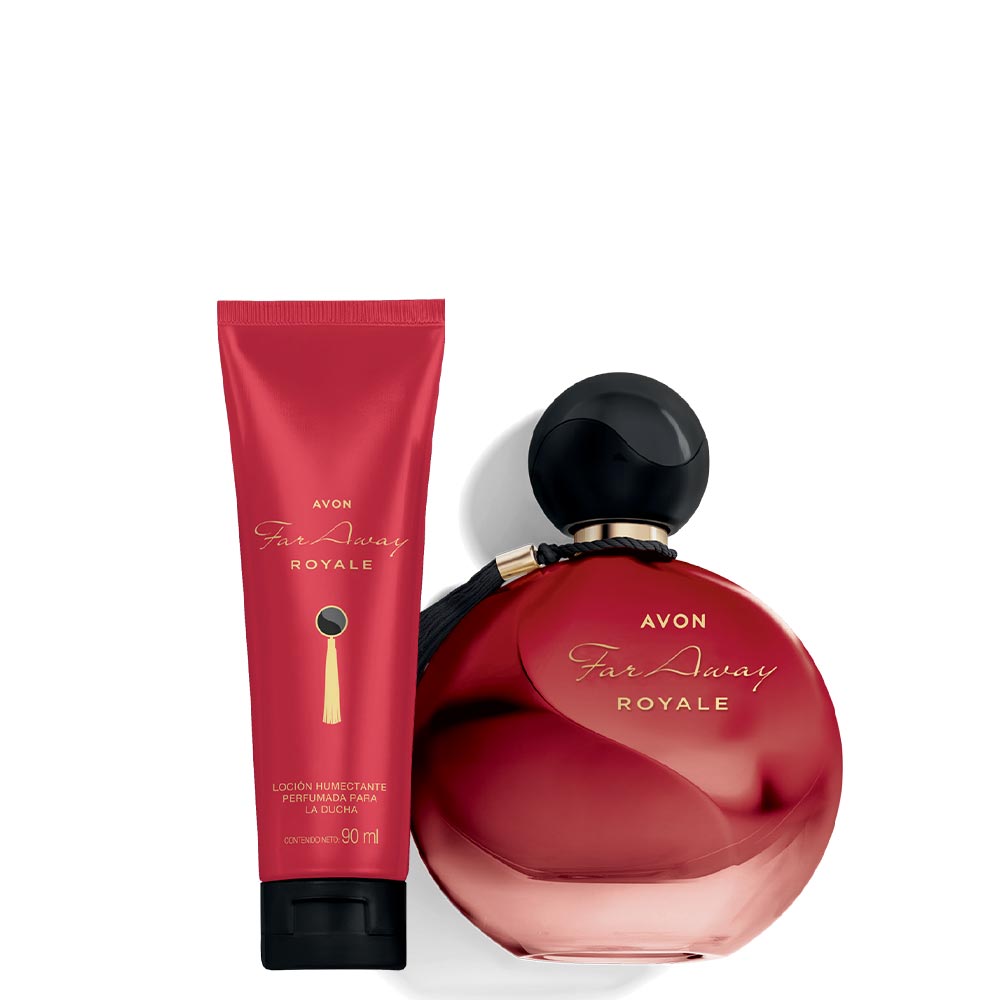 AVON
Far Away
ROYALE
LOCIÓN HUMECTANTE
PERFUMADA PARA
LA DUCHA
CONTENIDO NETO: 90 ml
AVON
Far Away
ROYALE